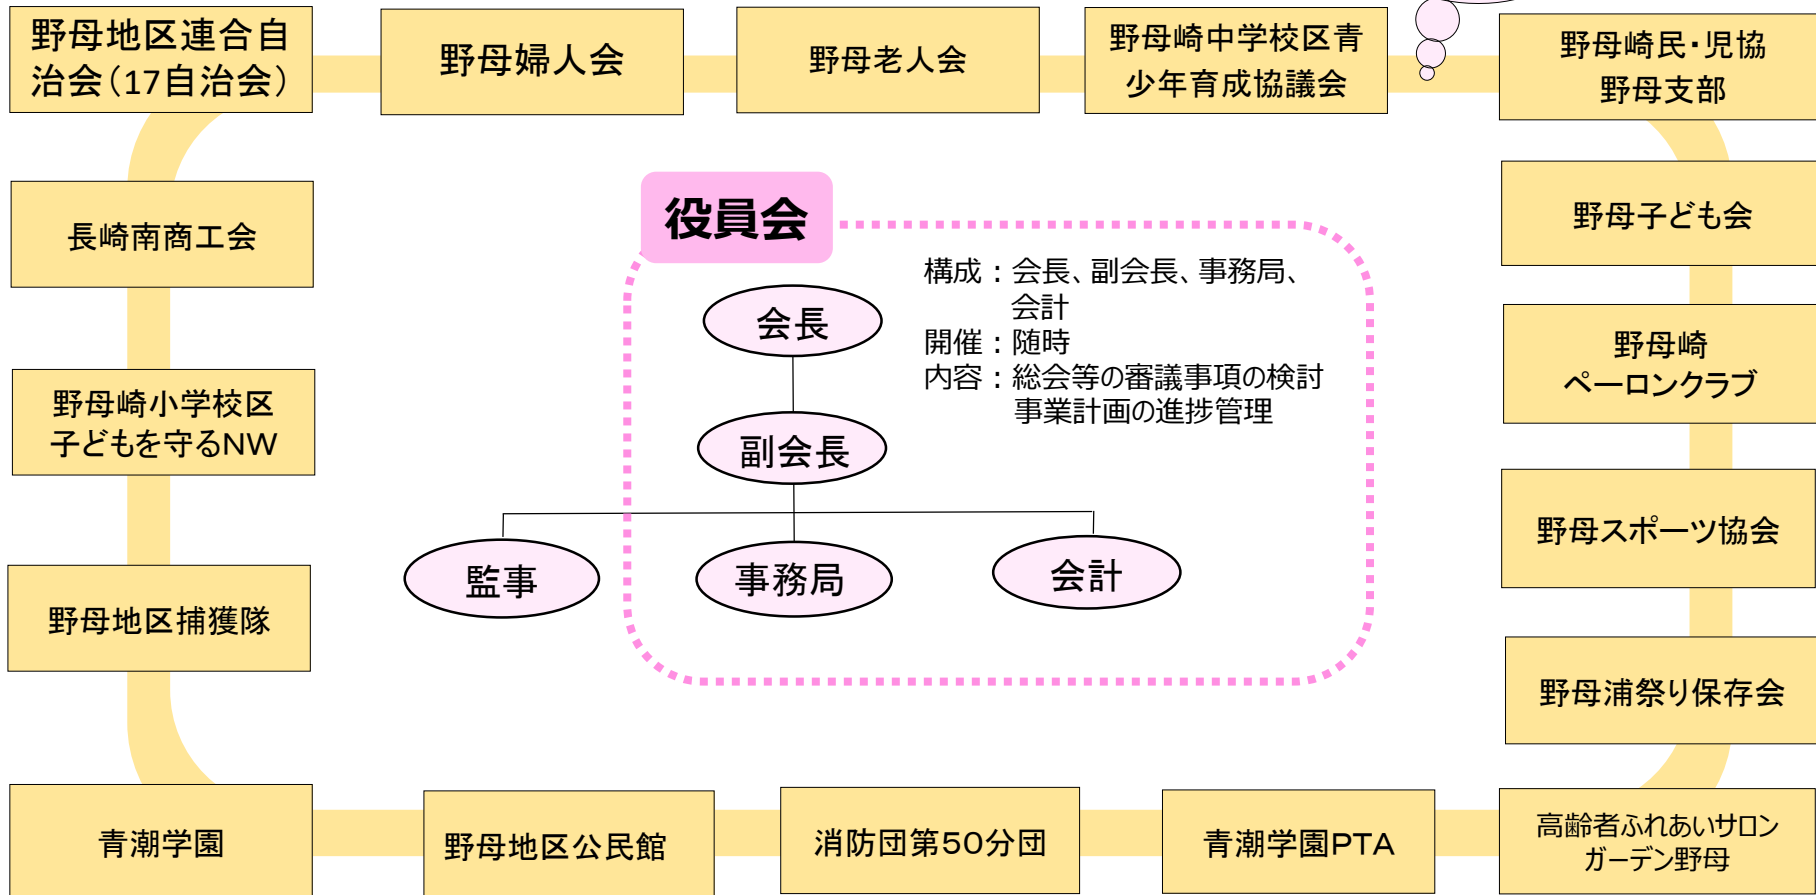 野母地区連合自
治会（17自治会）
野母婦人会
野母老人会
野母崎中学校区青
少年育成協議会
野母崎民・児協
野母支部
長崎南商工会
野母子ども会
役員会
構成：会長、副会長、事務局、
会計
開催：随時
内容：総会等の審議事項の検討
事業計画の進捗管理
会長
副会長
監事
事務局
会計
野母崎小学校区
子どもを守るNW
野母崎
ペーロンクラブ
野母地区捕獲隊
野母スポーツ協会
野母浦祭り保存会
青潮学園
野母地区公民館
消防団第50分団
青潮学園PTA
高齢者ふれあいサロン
ガーデン野母